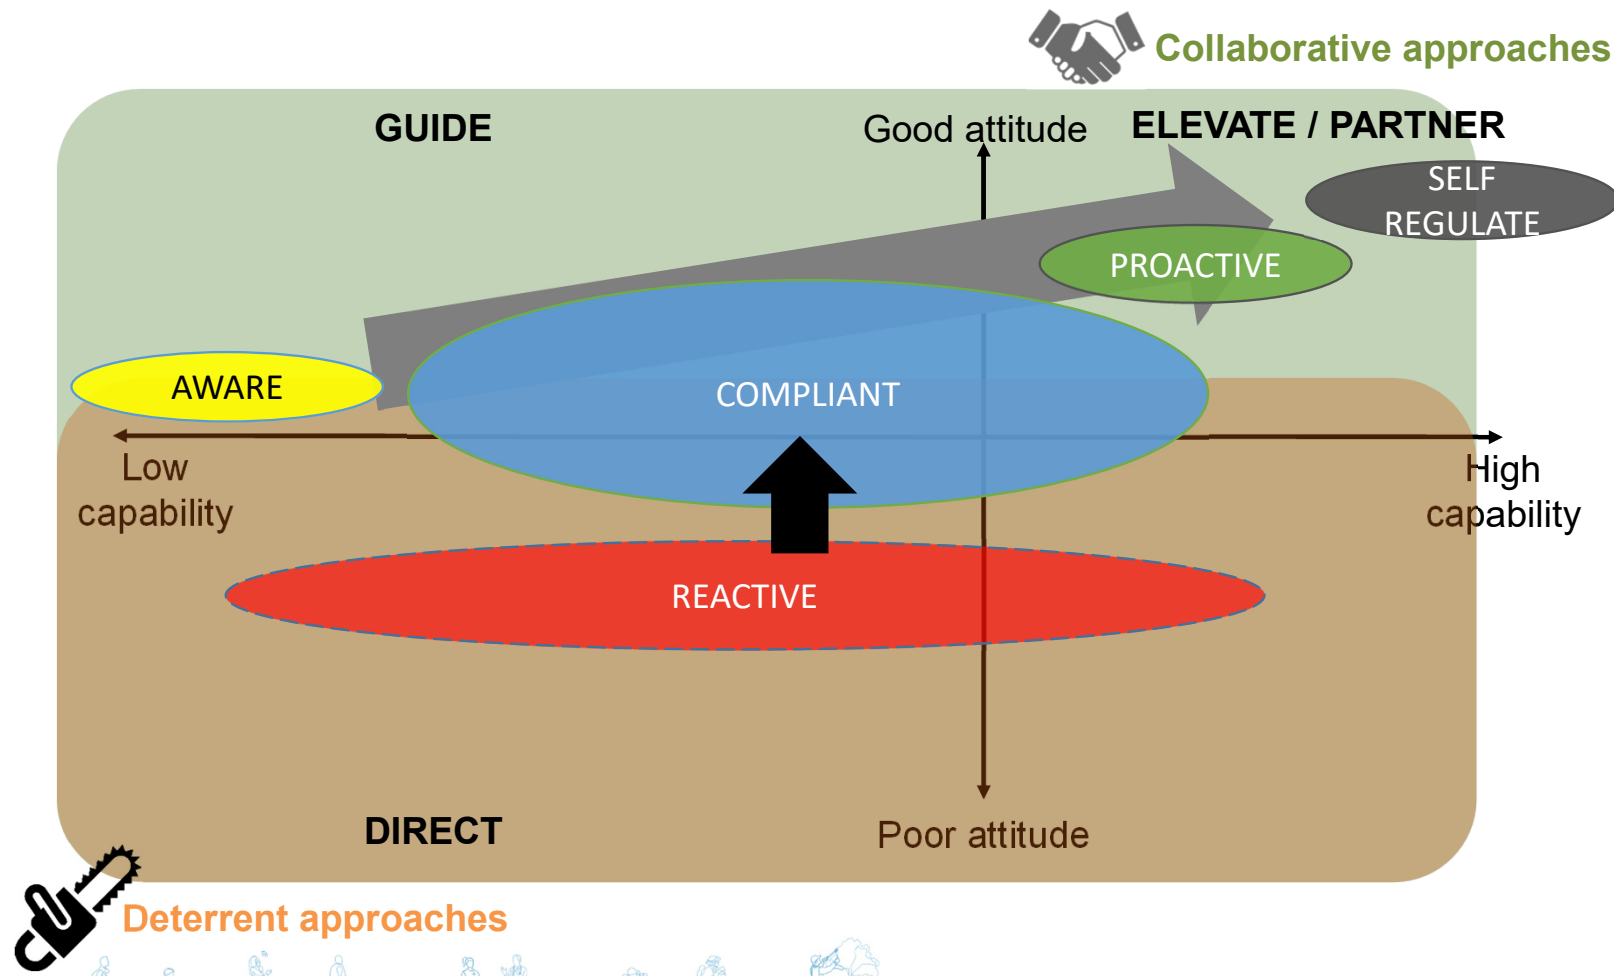 Collaborative approaches
GUIDE
Good attitude
ELEVATE / PARTNER
SELF
REGULATE
PROACTIVE
AWARE
COMPLIANT
Low
capability
High
capability
REACTIVE
DIRECT
Poor attitude
Deterrent approaches